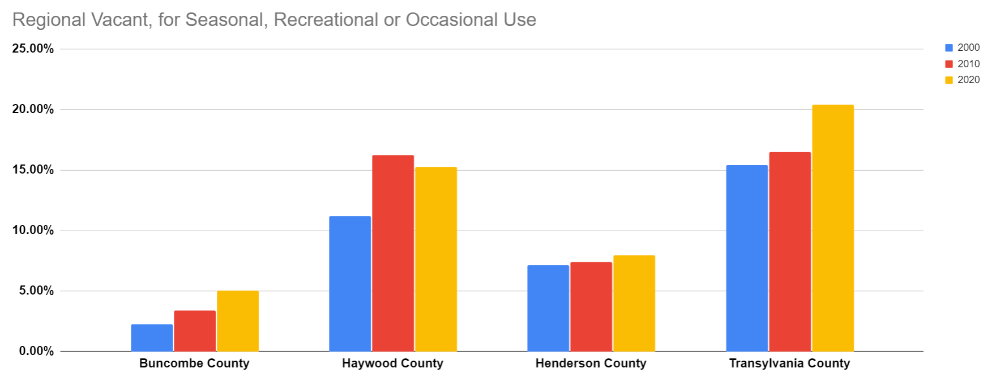 Regional Vacant, for Seasonal, Recreational or Occasional Use
25.00%
20.00%
15.00%
10.00%
5.00%
0.00%
Buncombe County
Haywood County
Henderson County
Transylvania County
2000
2010
2020